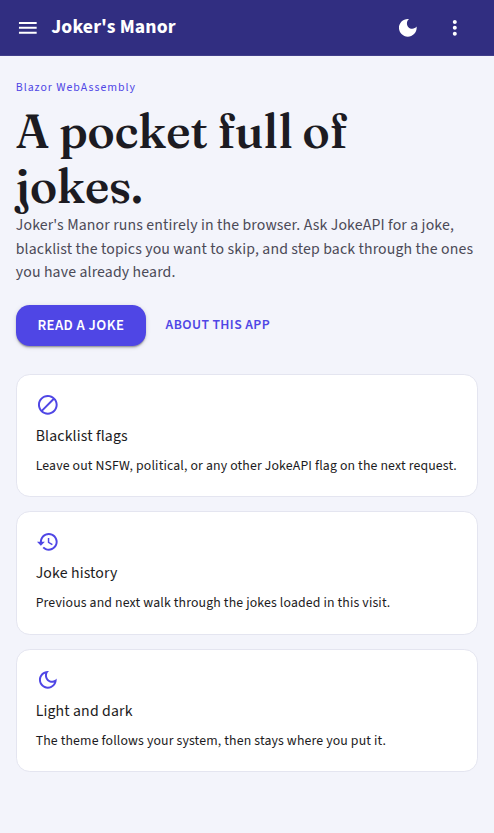 Joker's Manor
Blazor WebAssembly
A pocket full of
jokes.
Joker's Manor runs entirely in the browser. Ask JokeAPI for a joke,
blacklist the topics you want to skip, and step back through the ones
you have already heard.
READ A JOKE
ABOUT THIS APP
Blacklist flags
Leave out NSFW, political, or any other JokeAPI flag on the next request.
Joke history
Previous and next walk through the jokes loaded in this visit.
Light and dark
The theme follows your system, then stays where you put it.